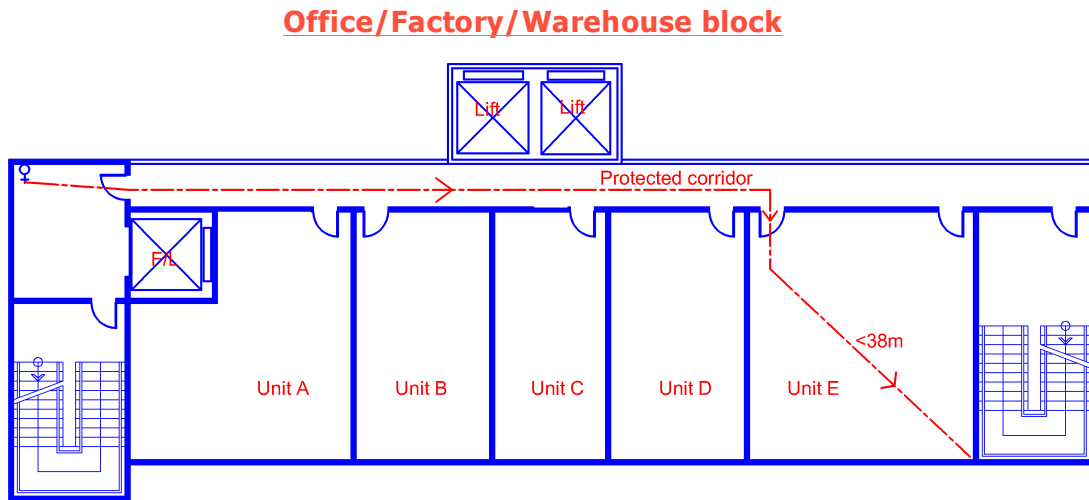 Office/Factory/Warehouse block
Lift
Lift
Protected corridor
F/L
<38m
Unit A
Unit B
Unit C
Unit D
Unit E